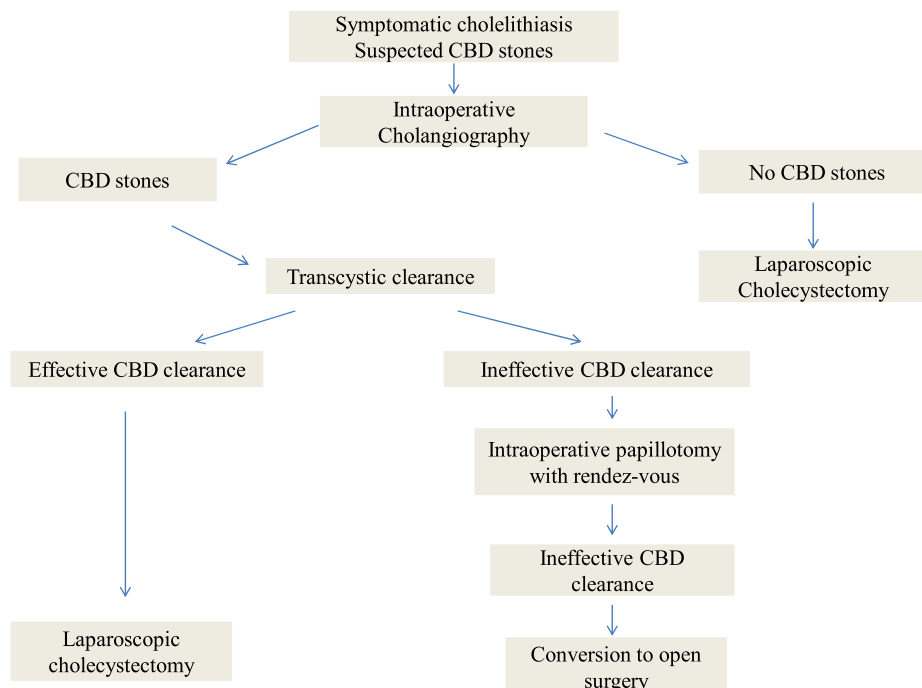 Symptomatic cholelithiasis
Suspected CBD stones
Intraoperative
Cholangiography
CBD stones
No CBD stones
Transcystic clearance
Laparoscopic
Cholecystectomy
Effective CBD clearance
Ineffective CBD clearance
Intraoperative papillotomy
with rendez-vous
Ineffective CBD
clearance
Laparoscopic
cholecystectomy
Conversion to open
surgery